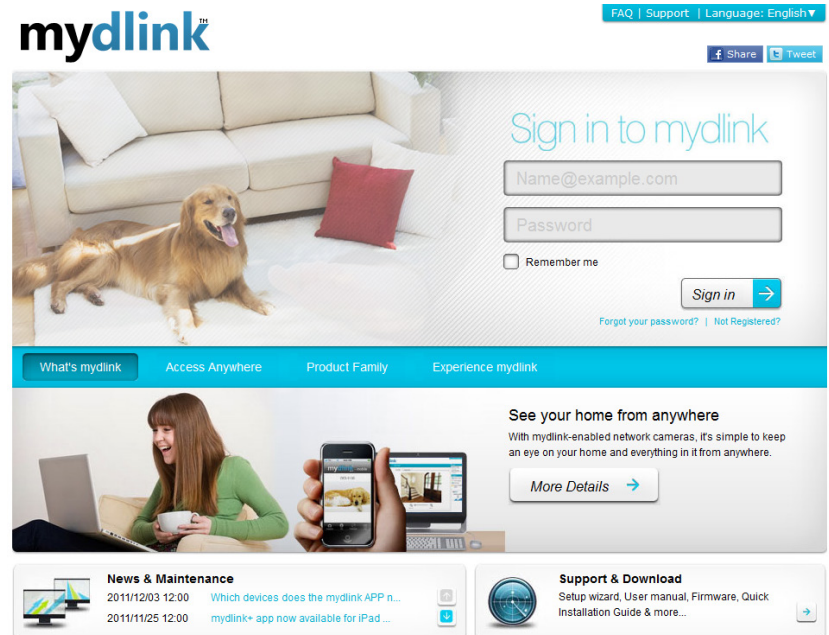 mydlink™
FAQ | Support | Language: English▼
Share Tweet
Sign in to mydlink
Name@example.com
Password
Remember me
Sign in
Forgot your password? | Not Registered?
What's mydlink Access Anywhere Product Family Experience mydlink
See your home from anywhere
With mydlink-enabled network cameras, it's simple to keep
an eye on your home and everything in it from anywhere.
More Details
mydlink
News & Maintenance
2011/12/03 12:00 Which devices does the mydlink APP n...
2011/11/25 12:00 mydlink+ app now available for iPad ...
Support & Download
Setup wizard, User manual, Firmware, Quick
Installation Guide & more...